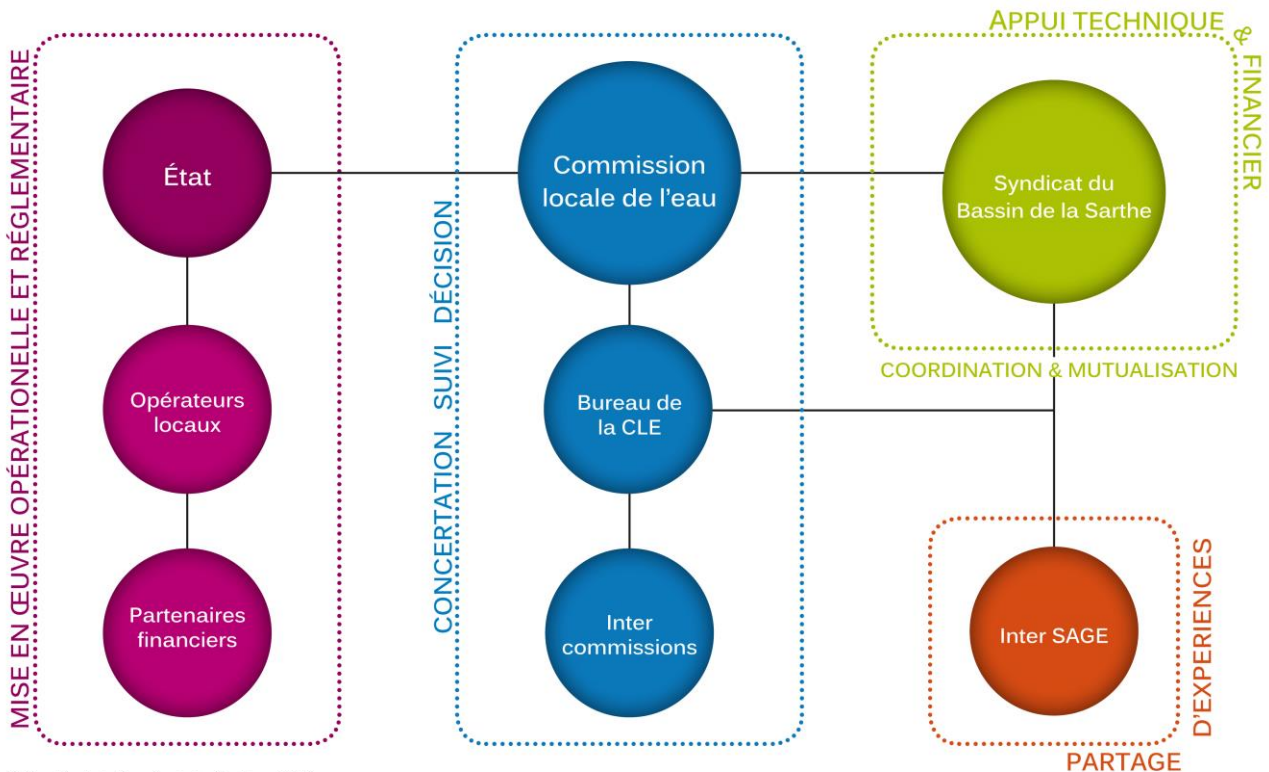 MISE EN ŒUVRE OPÉRATIONELLE ET RÉGLEMENTAIRE
État
Opérateurs
locaux
Partenaires
financiers
CONCERTATION SUIVI DÉCISION
Commission
locale de l'eau
Bureau de
la CLE
Inter
commissions
APPUI TECHNIQUE & FINANCIER
Syndicat du
Bassin de la Sarthe
COORDINATION & MUTUALISATION
Inter SAGE
PARTAGE
D'EXPERIENCES